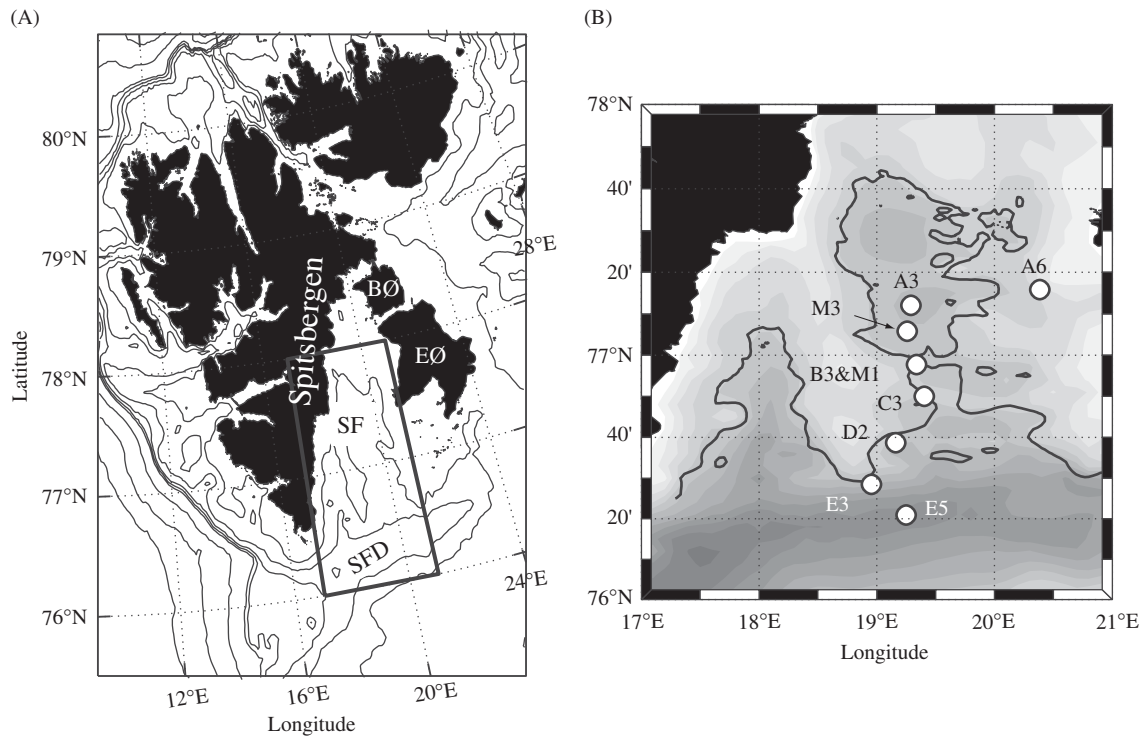 (A)
80°N
79°N
78°N
77°N
76°N
Latitude
Spitsbergen
BØ
EØ
SF
SFD
28°E
24°E
12°E
16°E
20°E
Longitude
(B)
78°N
40'
20'
77°N
40'
20'
76°N
A6
A3
M3
B3&M1
C3
D2
E3
E5
17°E
18°E
19°E
20°E
21°E
Longitude